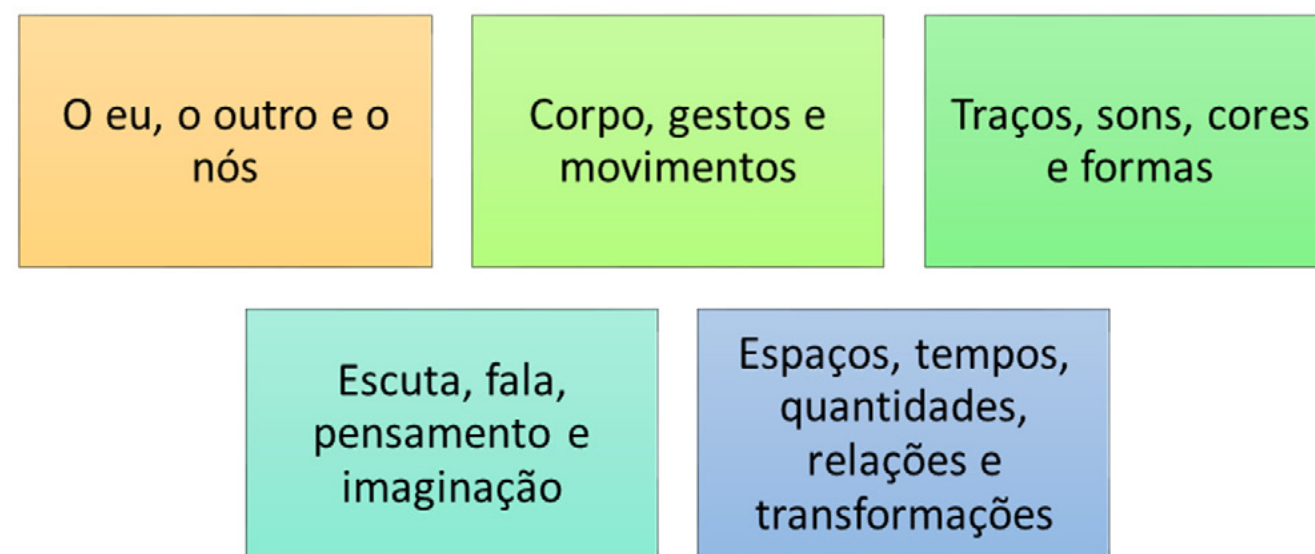 O eu, o outro e o
nós
Corpo, gestos e
movimentos
Traços, sons, cores
e formas
Escuta, fala,
pensamento e
imaginação
Espaços, tempos,
quantidades,
relações e
transformações